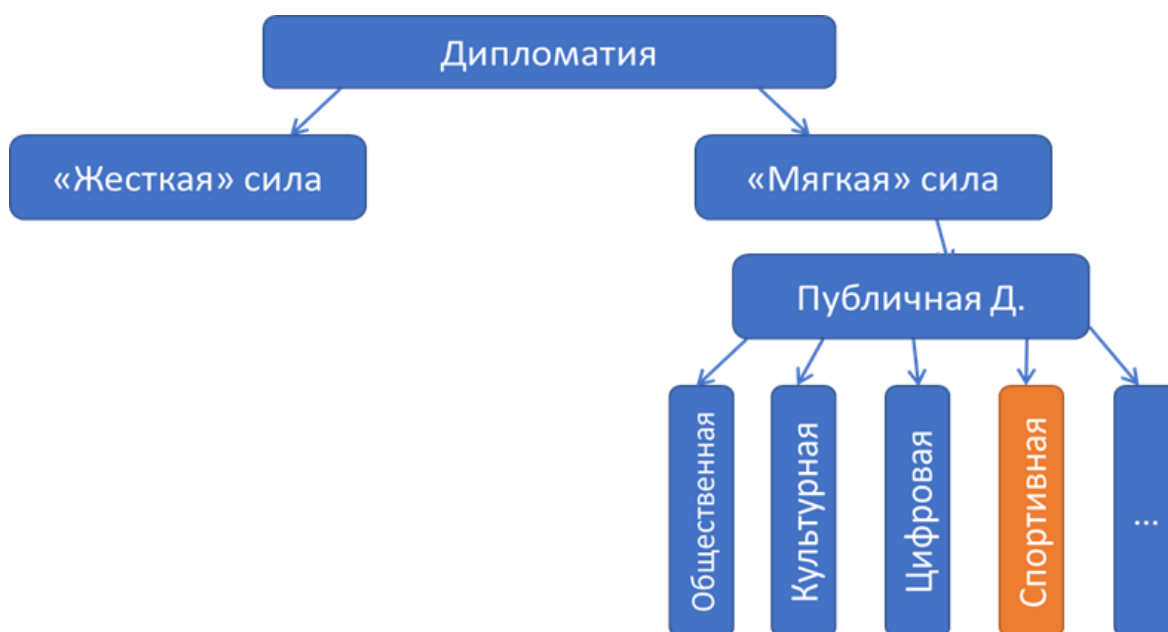 Дипломатия
«Жесткая» сила
«Мягкая» сила
Публичная Д.
Общественная
Культурная
Цифровая
Спортивная
...